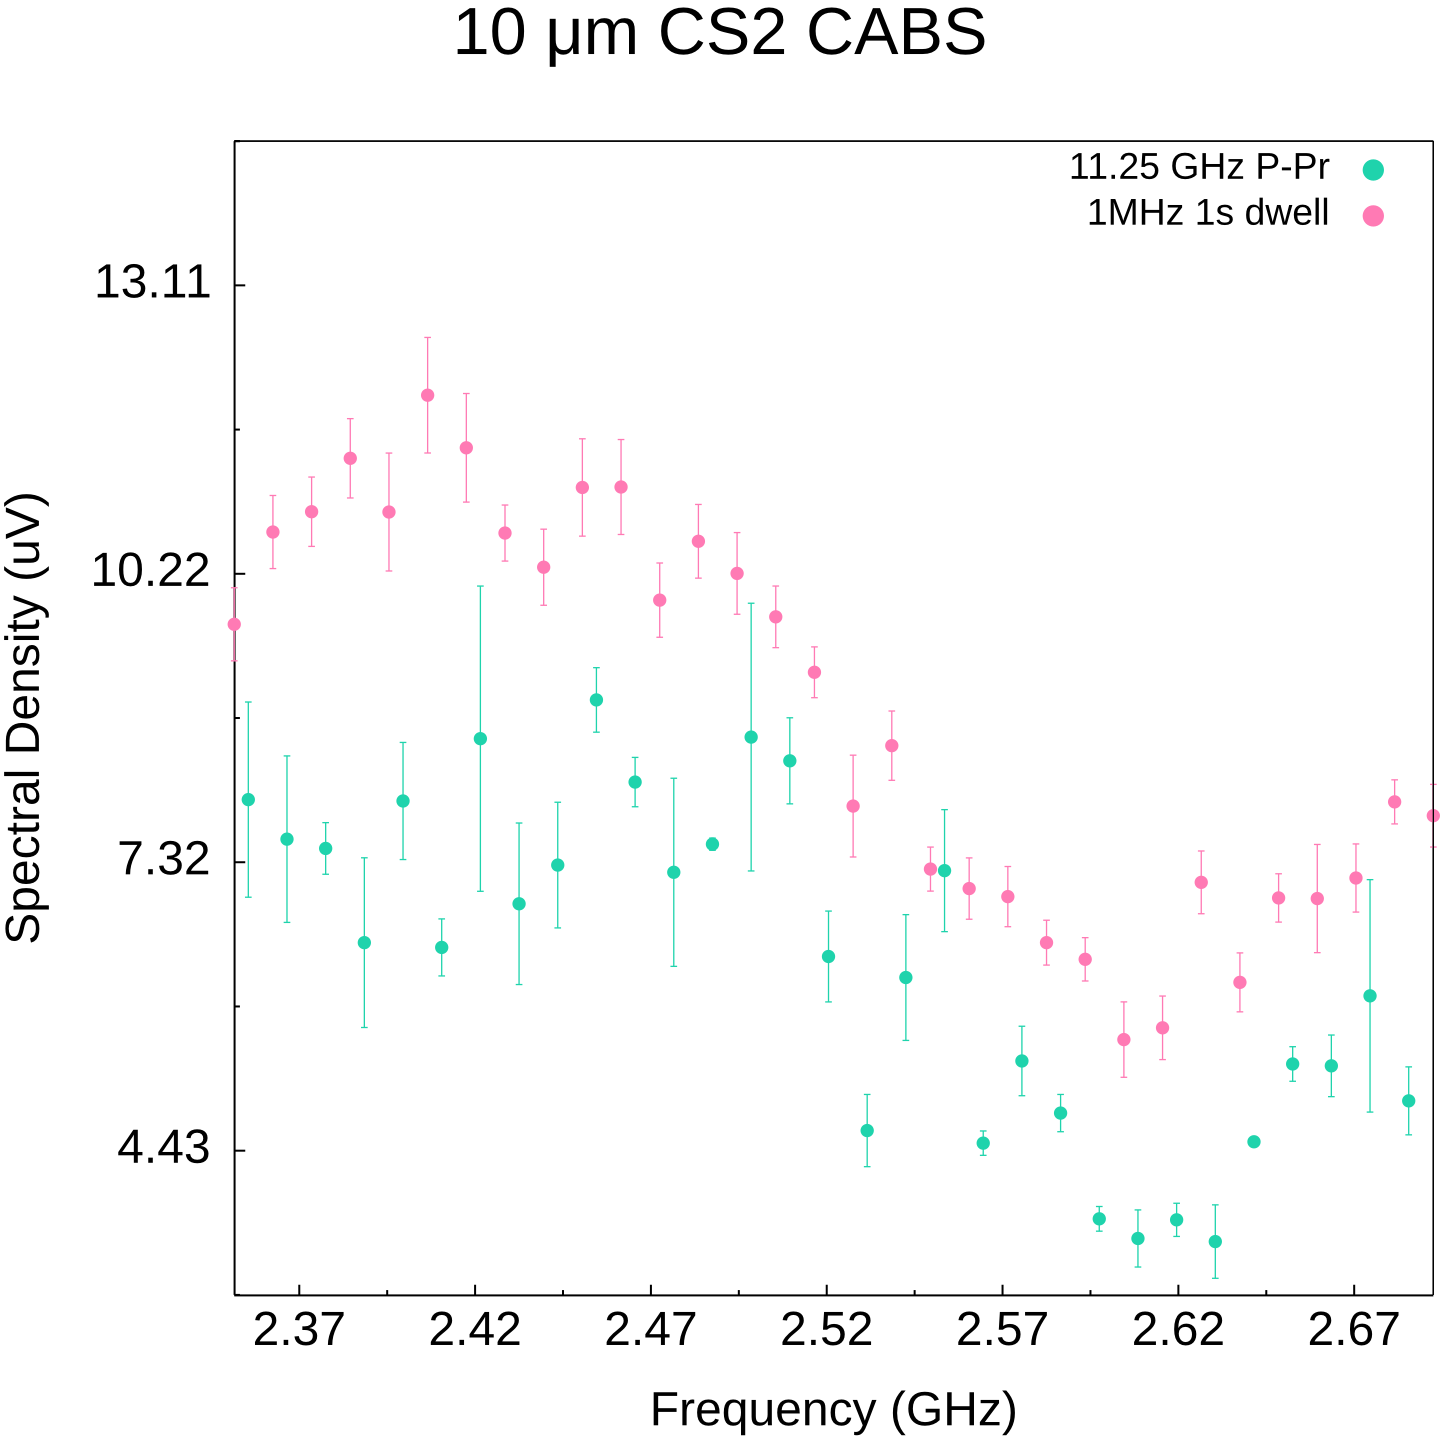 10 μm CS2 CABS
11.25 GHz P-Pr
1MHz 1s dwell
13.11
10.22
7.32
4.43
Spectral Density (uV)
2.37 2.42 2.47 2.52 2.57 2.62 2.67
Frequency (GHz)